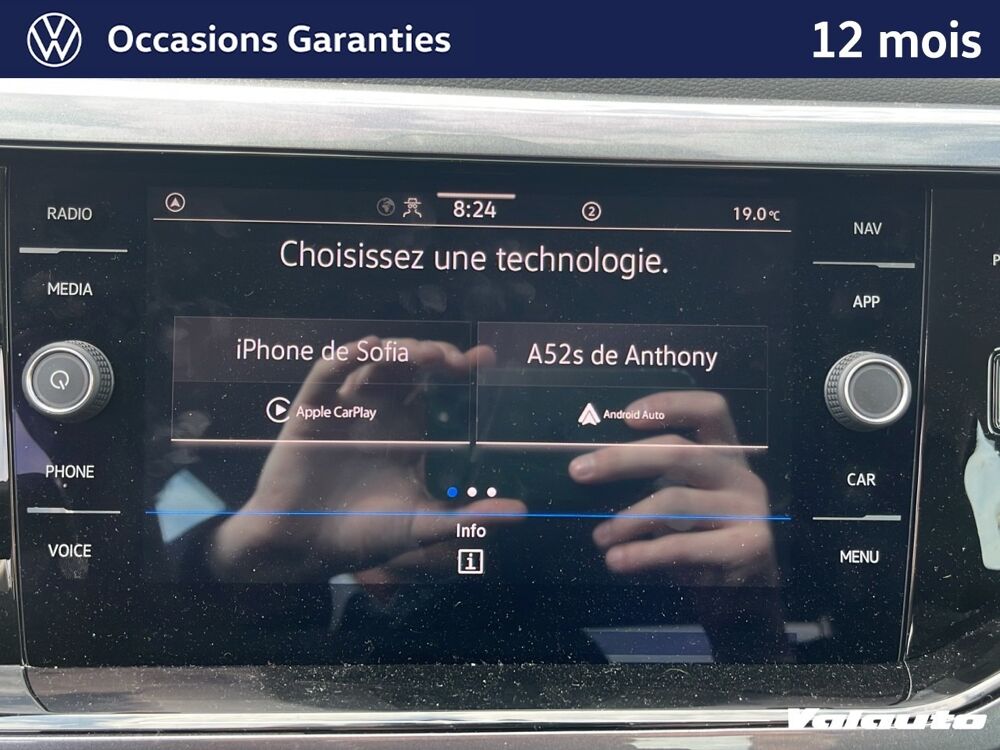 Occasions Garanties
12 mois
RADIO
MEDIA
PHONE
VOICE
8:24
2
19.0°C
Choisissez une technologie.
iPhone de Sofia
Apple CarPlay
A52s de Anthony
Android Auto
Info
i
NAV
APP
CAR
MENU
P
Valauto